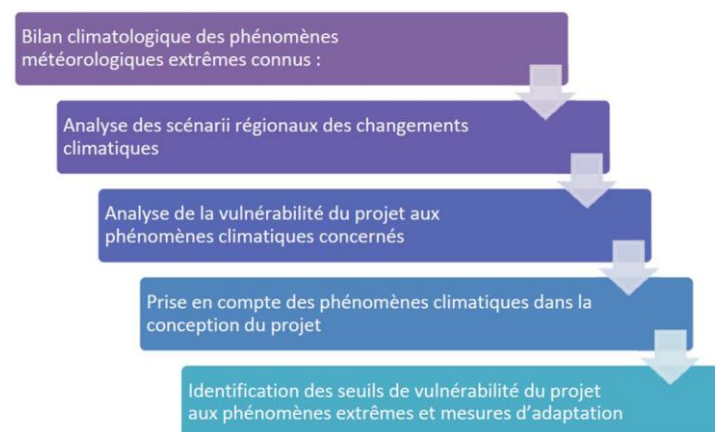 Bilan climatologique des phénomènes
météorologiques extrêmes connus :
Analyse des scénarii régionaux des changements
climatiques
Analyse de la vulnérabilité du projet aux
phénomènes climatiques concernés
Prise en compte des phénomènes climatiques dans la
conception du projet
Identification des seuils de vulnérabilité du projet
aux phénomènes extrêmes et mesures d’adaptation